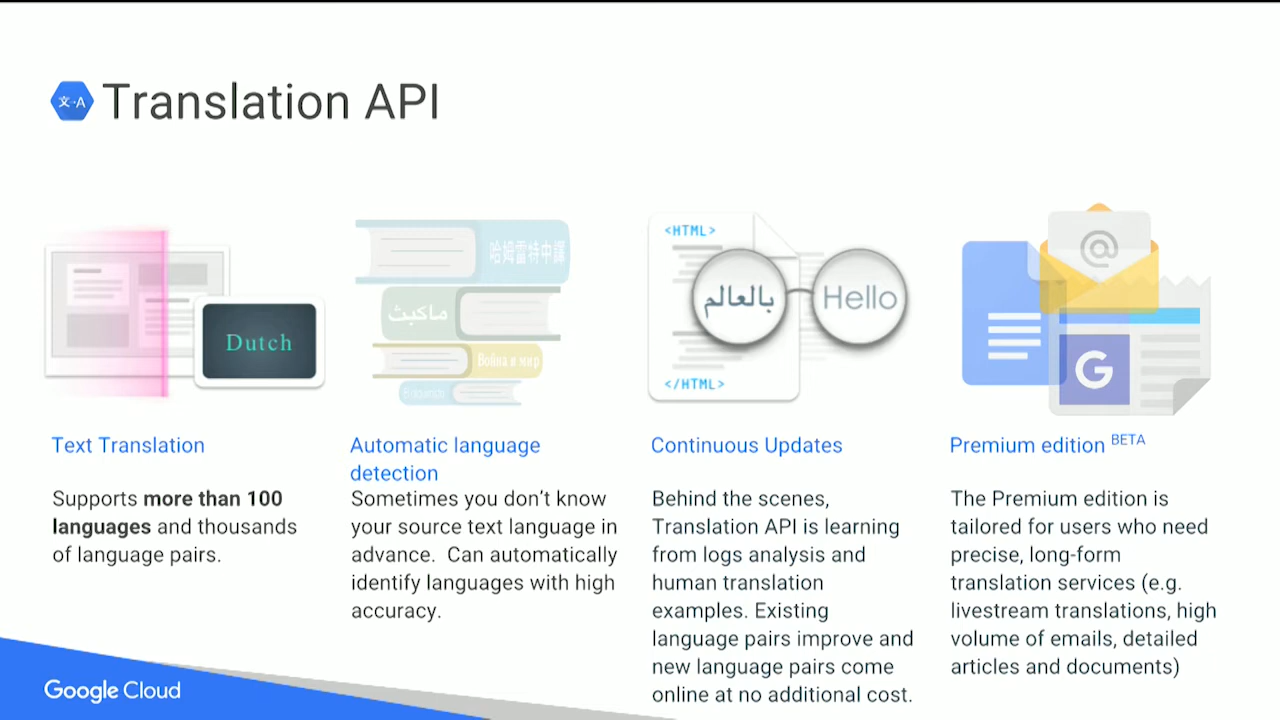 文A
Translation API
Dutch
哈姆雷特中譯
ماكبث
Война и мир
<HTML>
بالعالم
Hello
</HTML>
@
G
Text Translation
Supports more than 100
languages and thousands
of language pairs.
Automatic language
detection
Sometimes you don’t know
your source text language in
advance.  Can automatically
identify languages with high
accuracy.
Continuous Updates
Behind the scenes,
Translation API is learning
from logs analysis and
human translation
examples. Existing
language pairs improve and
new language pairs come
online at no additional cost.
Premium edition BETA
The Premium edition is
tailored for users who need
precise, long-form
translation services (e.g.
livestream translations, high
volume of emails, detailed
articles and documents)
Google Cloud